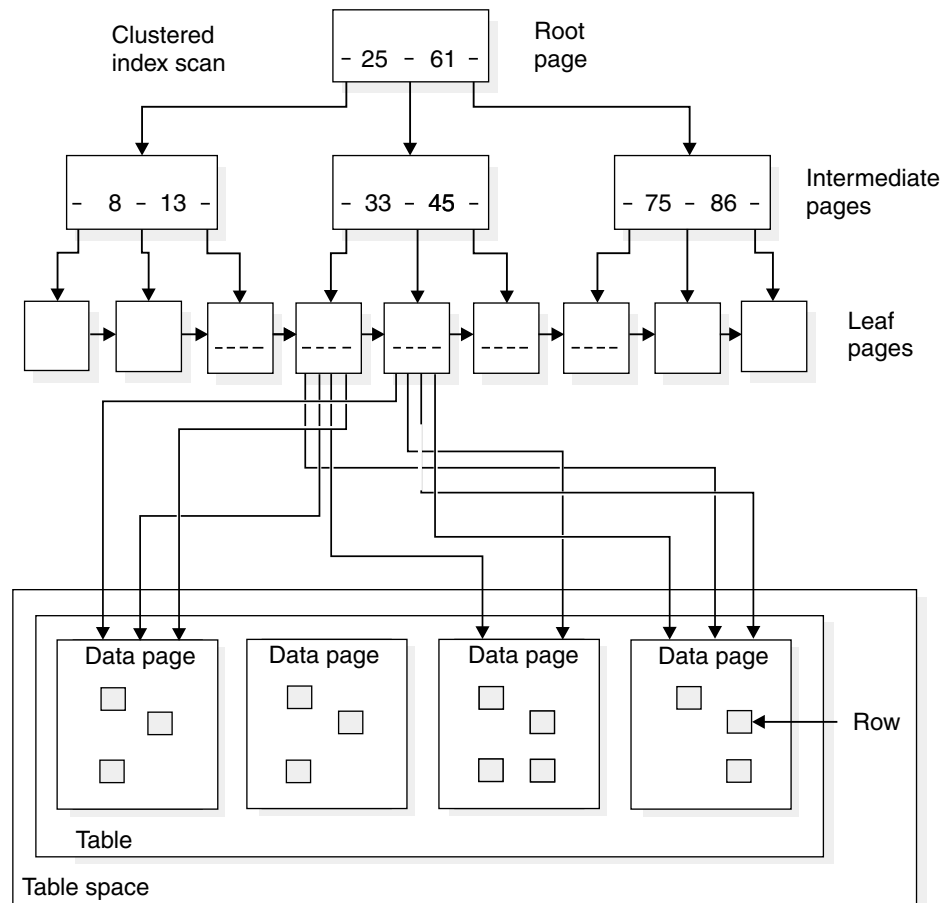 Clustered
index scan
Root
page
- 25 - 61 -
- 8 - 13 -
- 33 - 45 -
- 75 - 86 -
Intermediate
pages
Leaf
pages
Data page
Data page
Data page
Data page
Row
Table
Table space